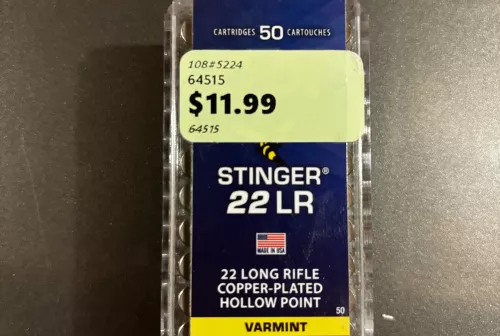 CARTRIDGES 50 CARTOUCHES
108#5224
64515
$11.99
64515
STINGER®
22 LR
MADE IN USA
22 LONG RIFLE
COPPER-PLATED
HOLLOW POINT
50
VARMINT